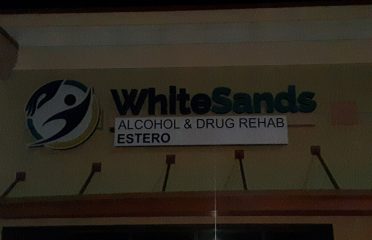 WhiteSands
ALCOHOL & DRUG REHAB
ESTERO